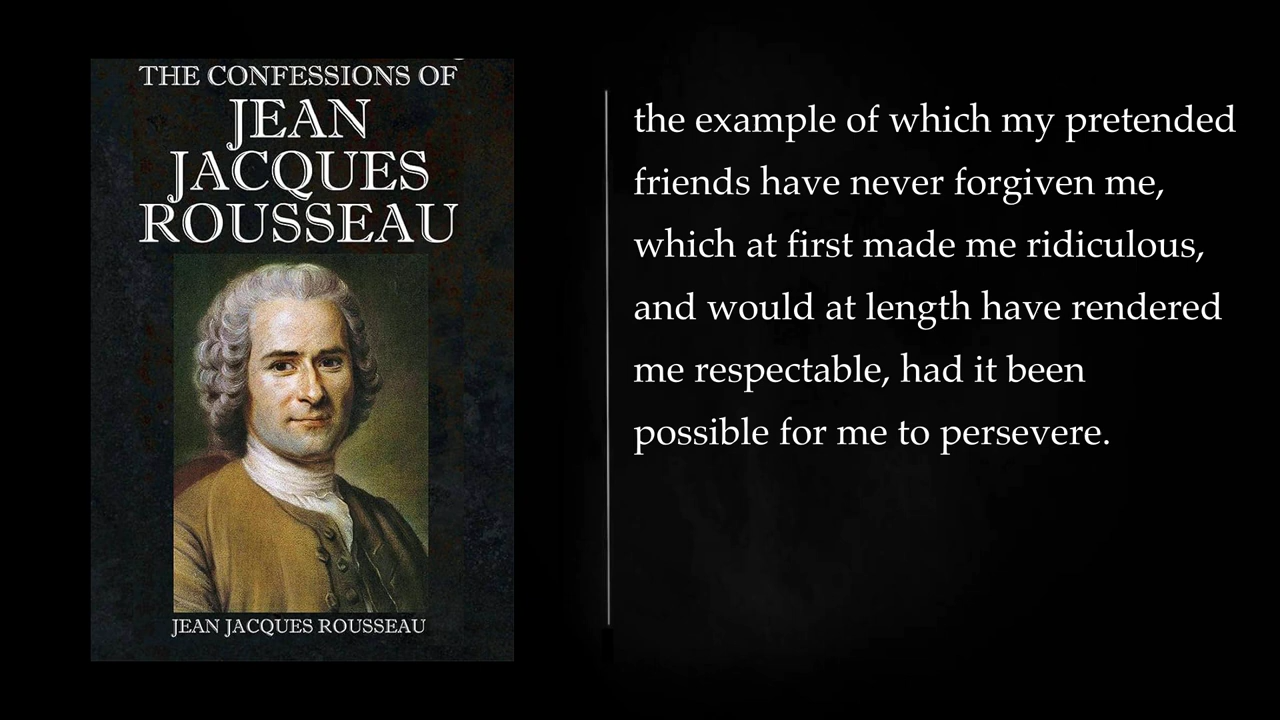 THE CONFESSIONS OF
JEAN
JACQUES
ROUSSEAU
JEAN JACQUES ROUSSEAU
the example of which my pretended
friends have never forgiven me,
which at first made me ridiculous,
and would at length have rendered
me respectable, had it been
possible for me to persevere.